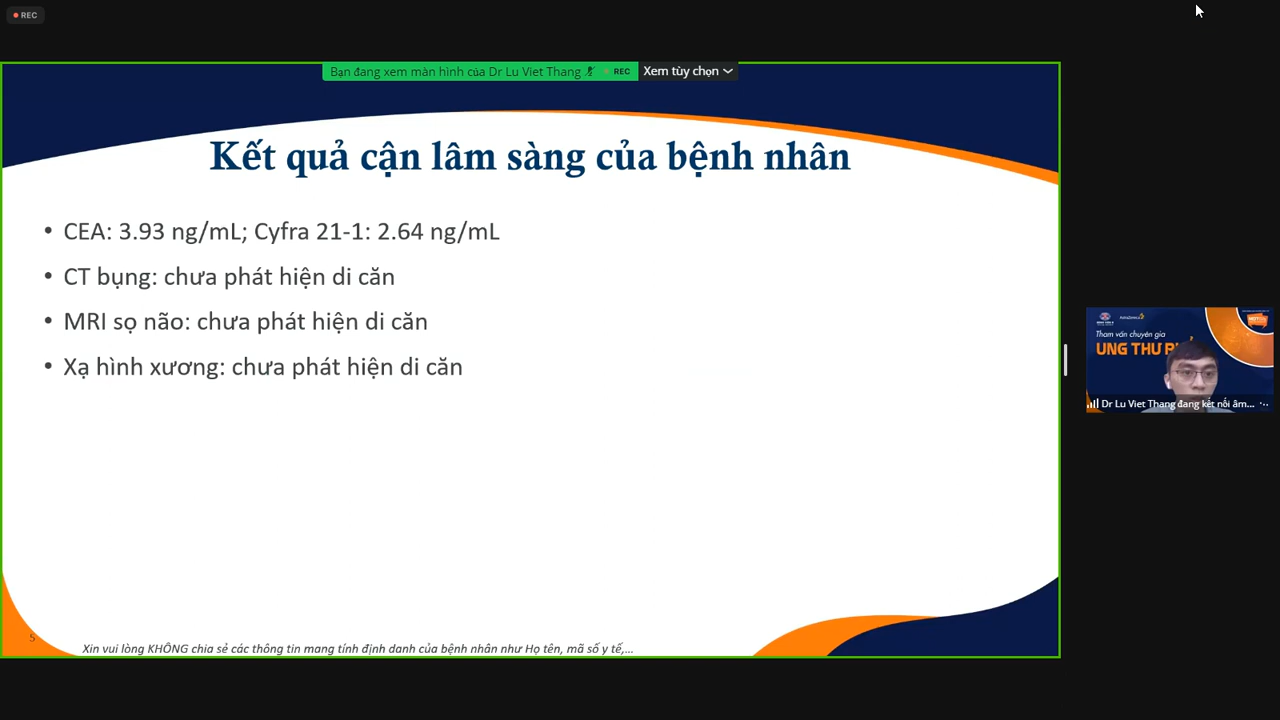 REC
Bạn đang xem màn hình của Dr Lu Viet Thang REC Xem tùy chọn
Kết quả cận lâm sàng của bệnh nhân
• CEA: 3.93 ng/mL; Cyfra 21-1: 2.64 ng/mL
• CT bụng: chưa phát hiện di căn
• MRI sọ não: chưa phát hiện di căn
• Xạ hình xương: chưa phát hiện di căn
Tham vấn chuyên gia
UNG THƯ
Dr Lu Viet Thang đang kết nối âm...
5
Xin vui lòng KHÔNG chia sẻ các thông tin mang tính định danh của bệnh nhân như Họ tên, mã số y tế,...